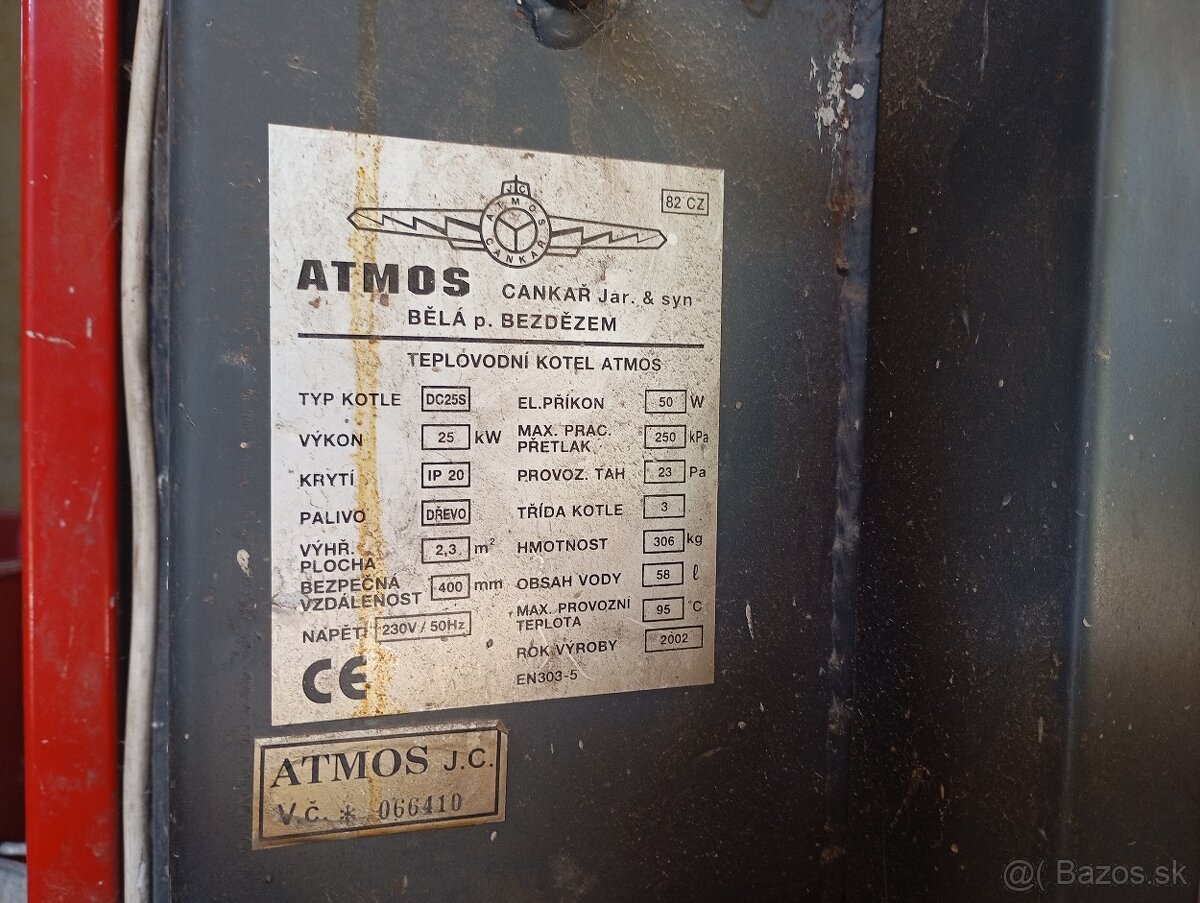 JC
ATMOS
CANKAŘ
82 CZ
ATMOS CANKAŘ Jar. & syn
BĚLÁ p. BEZDĚZEM
TEPLOVODNÍ KOTEL ATMOS
TYP KOTLE DC25S
VÝKON 25 kW
KRYTÍ IP 20
PALIVO DŘEVO
VÝHŘ. PLOCHA 2,3 m²
BEZPEČNÁ VZDÁLENOST 400 mm
NAPĚTÍ 230V / 50Hz
EL.PŘÍKON 50 W
MAX. PRAC. PŘETLAK 250 kPa
PROVOZ. TAH 23 Pa
TŘÍDA KOTLE 3
HMOTNOST 306 kg
OBSAH VODY 58 ℓ
MAX. PROVOZNÍ TEPLOTA 95 °C
ROK VÝROBY 2002
EN303-5
CE
ATMOS J.C.
V.č. * 066410
@( Bazos.sk